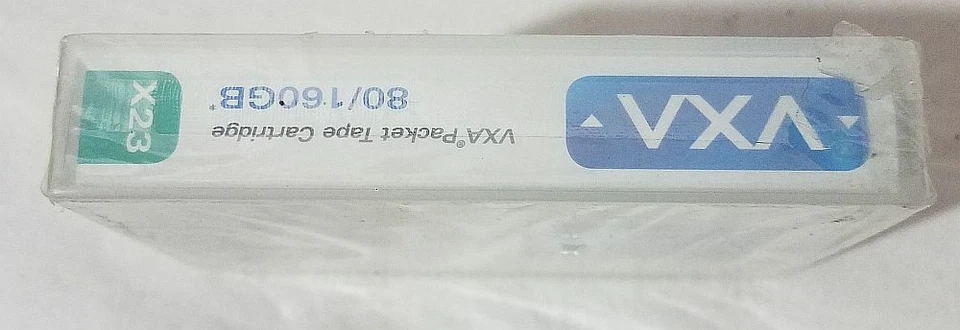 VXA
VXA®Packet Tape Cartridge
80/160GB*
X23